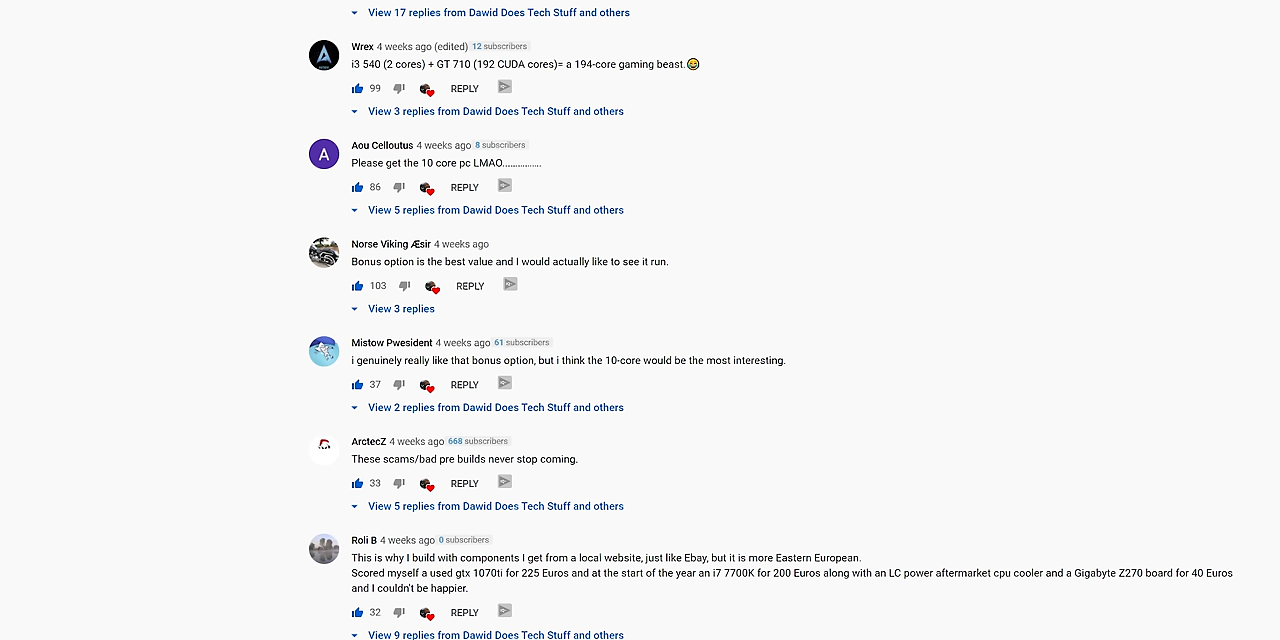 View 17 replies from Dawid Does Tech Stuff and others
Wrex 4 weeks ago (edited) 12 subscribers
i3 540 (2 cores) + GT 710 (192 CUDA cores)= a 194-core gaming beast.😂
99 REPLY
View 3 replies from Dawid Does Tech Stuff and others
A
Aou Celloutus 4 weeks ago 8 subscribers
Please get the 10 core pc LMAO...............
86 REPLY
View 5 replies from Dawid Does Tech Stuff and others
Norse Viking Æsir 4 weeks ago
Bonus option is the best value and I would actually like to see it run.
103 REPLY
View 3 replies
Mistow Pwesident 4 weeks ago 61 subscribers
i genuinely really like that bonus option, but i think the 10-core would be the most interesting.
37 REPLY
View 2 replies from Dawid Does Tech Stuff and others
ArctecZ 4 weeks ago 668 subscribers
These scams/bad pre builds never stop coming.
33 REPLY
View 5 replies from Dawid Does Tech Stuff and others
Roli B 4 weeks ago 0 subscribers
This is why I build with components I get from a local website, just like Ebay, but it is more Eastern European.
Scored myself a used gtx 1070ti for 225 Euros and at the start of the year an i7 7700K for 200 Euros along with an LC power aftermarket cpu cooler and a Gigabyte Z270 board for 40 Euros
and I couldn't be happier.
32 REPLY
View 9 replies from Dawid Does Tech Stuff and others